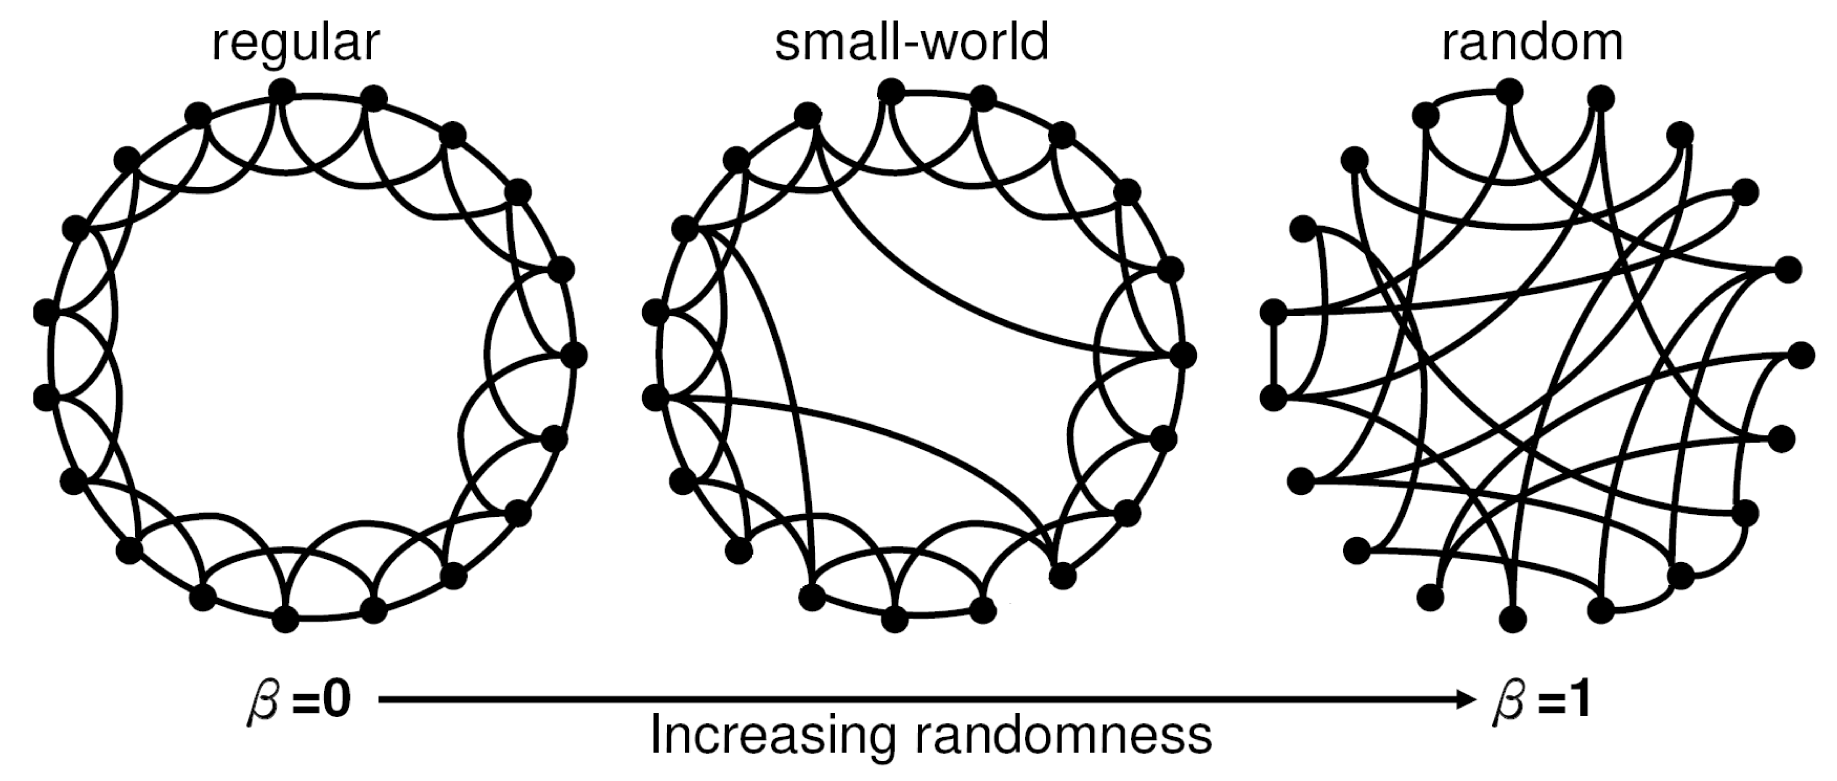 regular small-world random
β =0 β =1
Increasing randomness